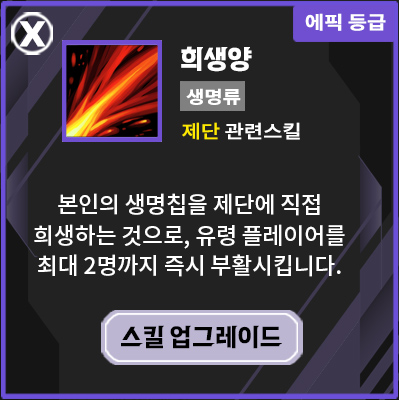 X
에픽 등급
희생양
생명류
제단 관련스킬
본인의 생명칩을 제단에 직접
희생하는 것으로, 유령 플레이어를
최대 2명까지 즉시 부활시킵니다.
스킬 업그레이드